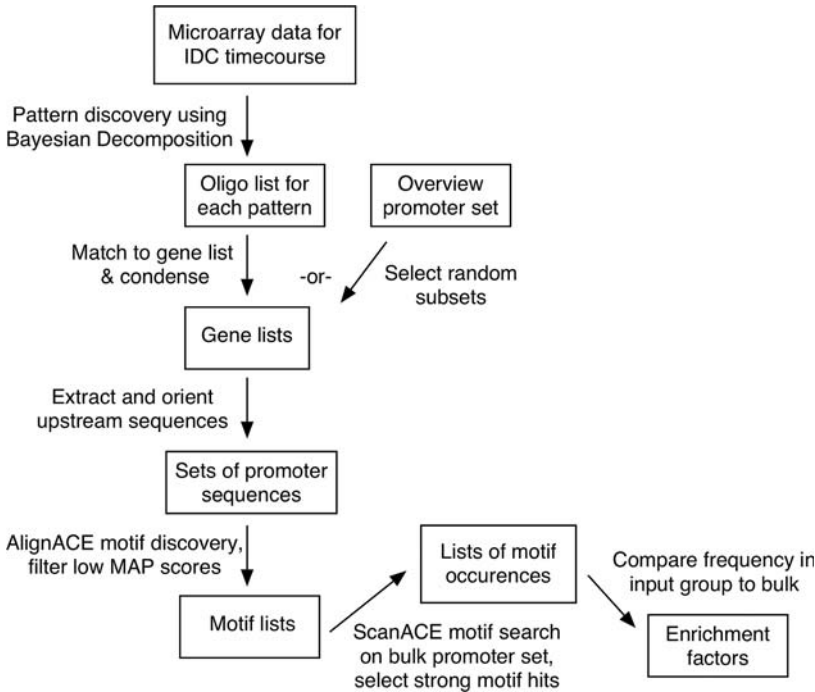 Microarray data for
IDC timecourse
Pattern discovery using
Bayesian Decomposition
Oligo list for
each pattern
Overview
promoter set
Match to gene list
& condense
-or-
Select random
subsets
Gene lists
Extract and orient
upstream sequences
Sets of promoter
sequences
AlignACE motif discovery,
filter low MAP scores
Lists of motif
occurences
Compare frequency in
input group to bulk
Motif lists
ScanACE motif search
on bulk promoter set,
select strong motif hits
Enrichment
factors